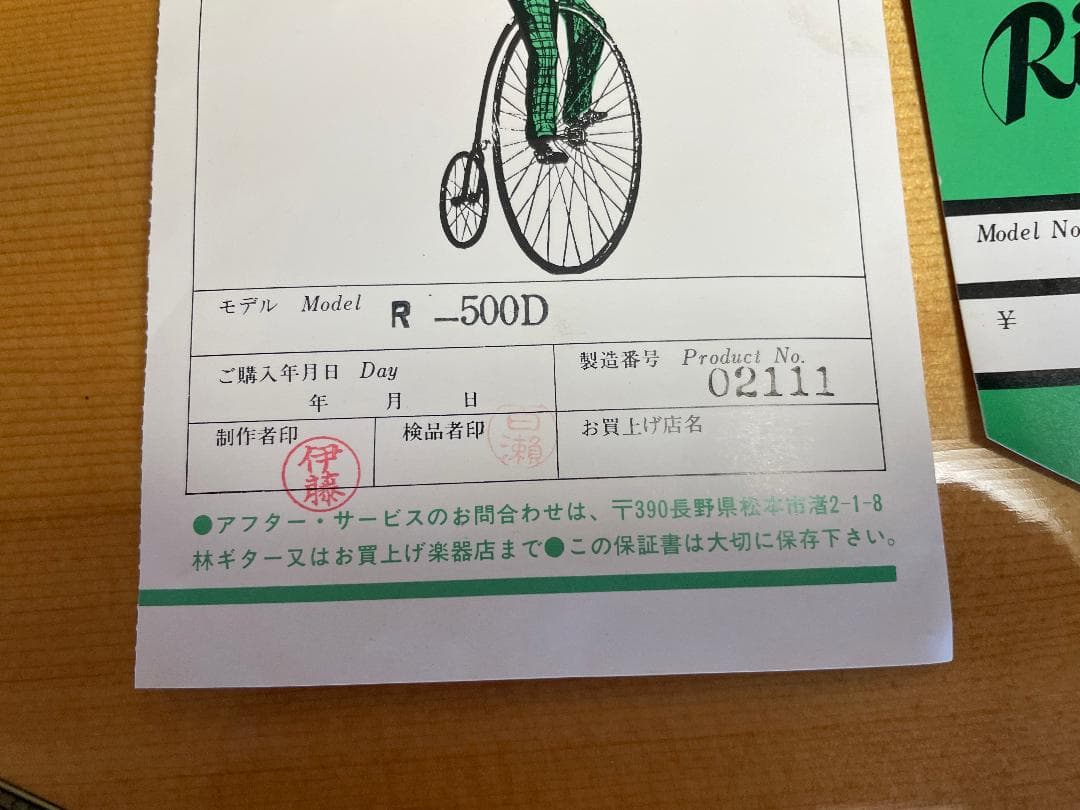 モデル Model R -500D
ご購入年月日 Day
年 月 日
製造番号 Product No.
02111
制作者印 伊藤
検品者印 白瀬
お買上げ店名
●アフター・サービスのお問合わせは、〒390長野県松本市渚2-1-8
林ギター又はお買上げ楽器店まで●この保証書は大切に保存下さい。
Ri
Model No
¥